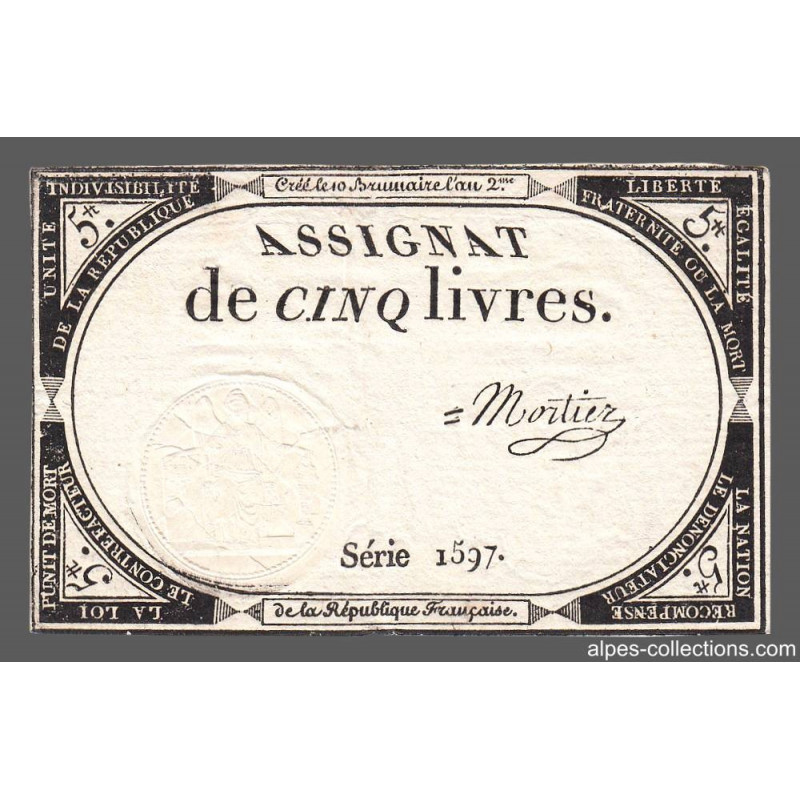 Créé le 10 Brumaire l'an 2.me
INDIVISIBILITÉ
UNITÉ
DE LA RÉPUBLIQUE
5#.
LIBERTÉ
ÉGALITÉ
FRATERNITÉ OU LA MORT
5#.
ASSIGNAT
de CINQ livres.
= Mortier
Série 1597.
PUNIT DE MORT
LE CONTREFACTEUR
LA LOI
5#.
LA NATION
LE DENONCIATEUR
RÉCOMPENSE
5#.
de la République Française.
alpes-collections.com